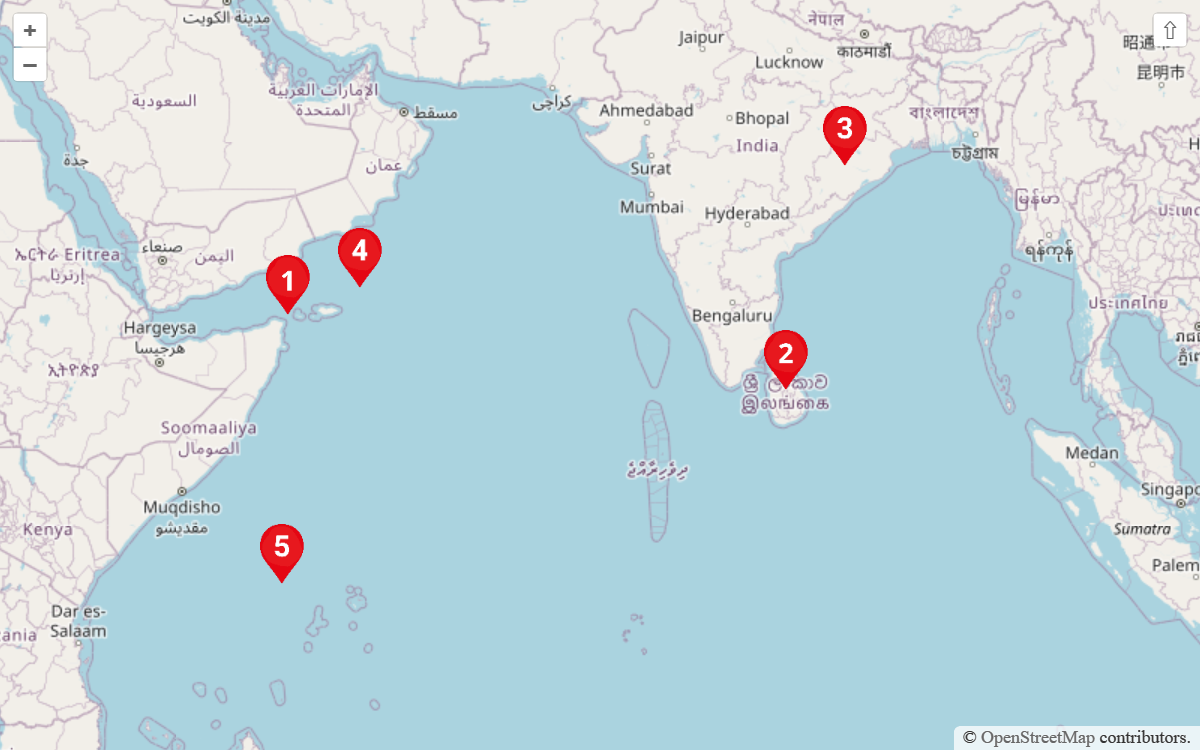 +
−
⇧
مدينة الكويت
नेपाल
Jaipur
काठमाडौँ
Lucknow
昆明市
السعودية
الإمارات العربية
المتحدة
مسقط
کراچی
Ahmedabad
Bhopal
বাংলাদেশ
3
India
চট্টগ্রাম
جدة
عمان
Surat
မြန်မာ
Mumbai
Hyderabad
صنعاء
اليمن
ኤርትራ Eritrea
إرتريا
4
ရန်ကုန်
1
ประเทศไทย
Bengaluru
Hargeysa
هرجيسا
ኢትዮጵያ
2
இலங்கை
Soomaaliya
الصومال
Medan
ދިވެހިރާއްޖެ
Singapo
Muqdisho
مقديشو
Kenya
Sumatra
5
Palem
Dar es-
Salaam
ania
© OpenStreetMap contributors.